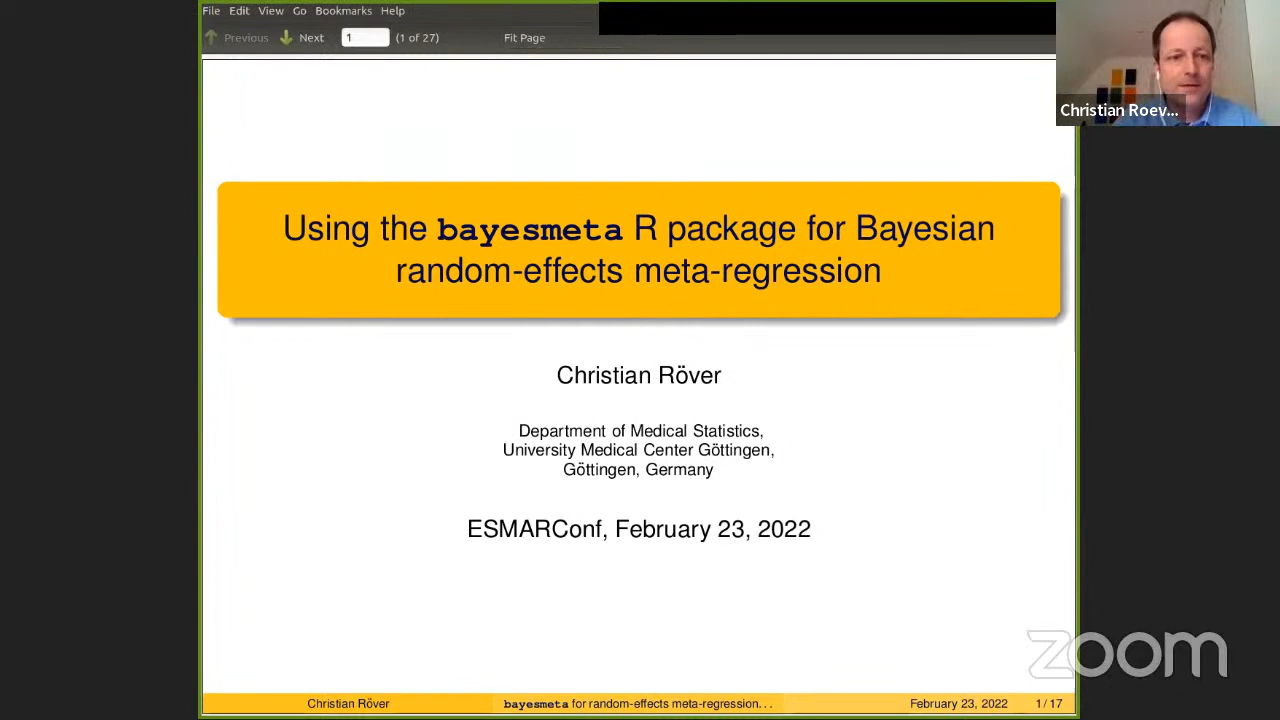 File Edit View Go Bookmarks Help
Previous Next 1 (1 of 27) Fit Page
Christian Roev...
Using the bayesmeta R package for Bayesian
random-effects meta-regression
Christian Röver
Department of Medical Statistics,
University Medical Center Göttingen,
Göttingen, Germany
ESMARConf, February 23, 2022
zoom
Christian Röver bayesmeta for random-effects meta-regression... February 23, 2022 1 / 17